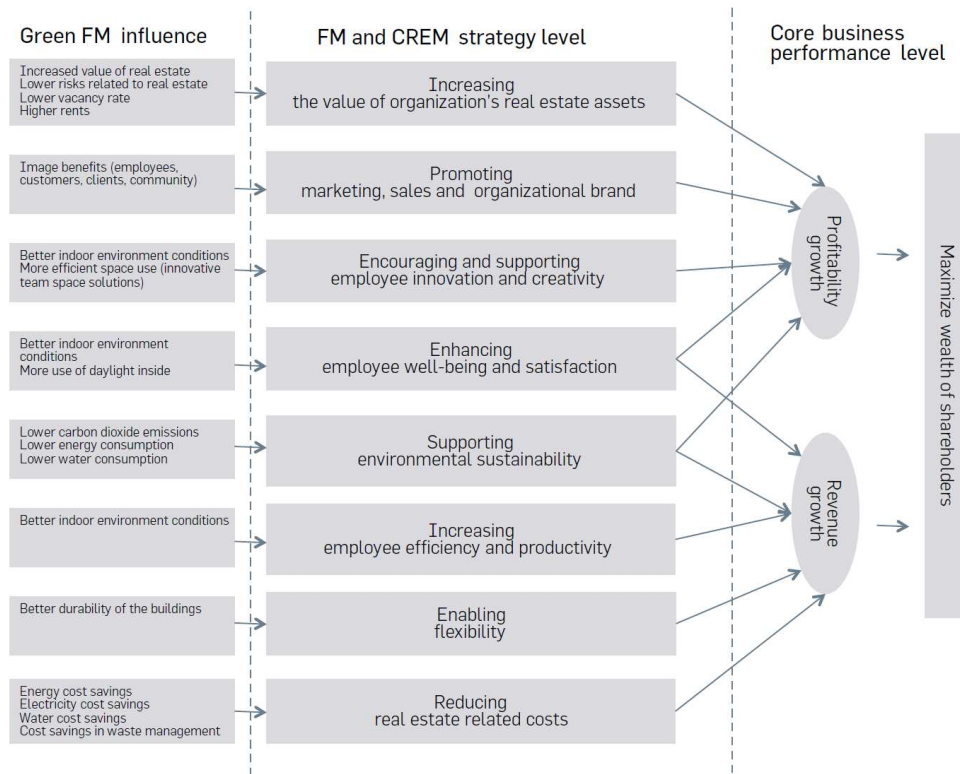 Green FM influence
FM and CREM strategy level
Core business
performance level
Increased value of real estate
Lower risks related to real estate
Lower vacancy rate
Higher rents
Increasing
the value of organization's real estate assets
Image benefits (employees,
customers, clients, community)
Promoting
marketing, sales and organizational brand
Better indoor environment conditions
More efficient space use (innovative
team space solutions)
Encouraging and supporting
employee innovation and creativity
Better indoor environment
conditions
More use of daylight inside
Enhancing
employee well-being and satisfaction
Lower carbon dioxide emissions
Lower energy consumption
Lower water consumption
Supporting
environmental sustainability
Better indoor environment conditions
Increasing
employee efficiency and productivity
Better durability of the buildings
Enabling
flexibility
Energy cost savings
Electricity cost savings
Water cost savings
Cost savings in waste management
Reducing
real estate related costs
Profitability
growth
Revenue
growth
Maximize wealth of shareholders